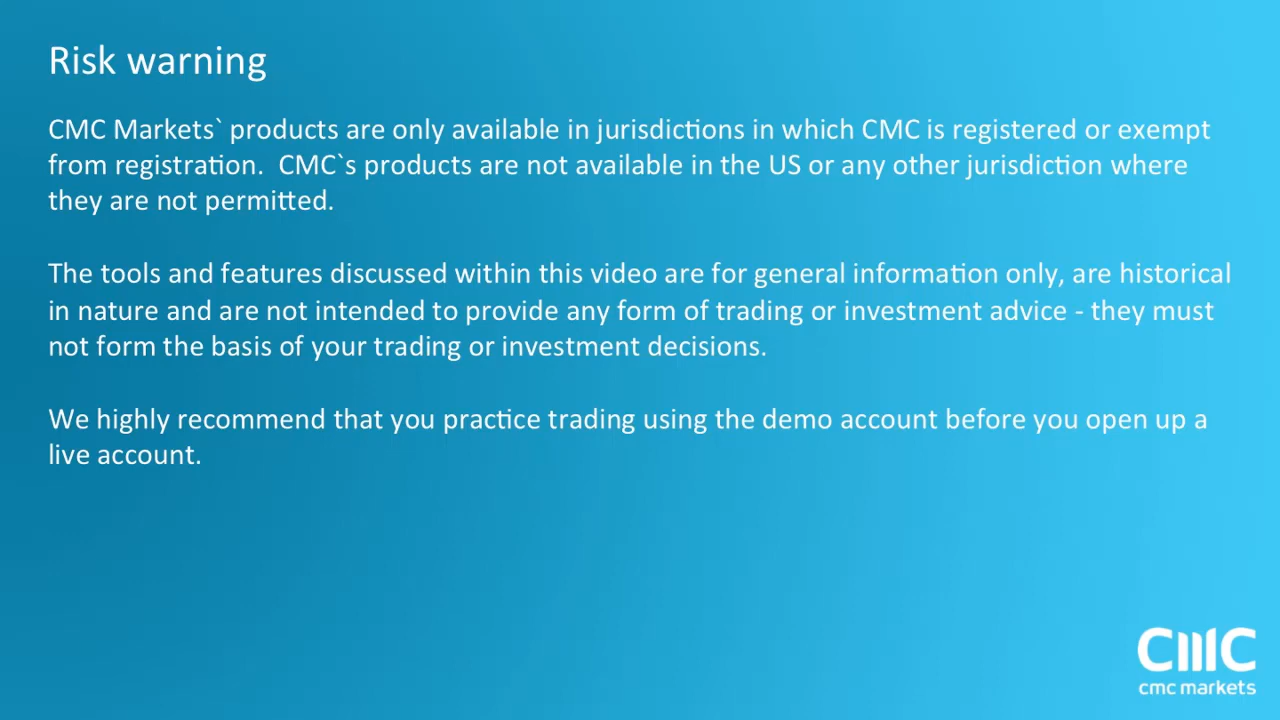 Risk warning
CMC Markets` products are only available in jurisdictions in which CMC is registered or exempt
from registration.  CMC`s products are not available in the US or any other jurisdiction where
they are not permitted.
The tools and features discussed within this video are for general information only, are historical
in nature and are not intended to provide any form of trading or investment advice - they must
not form the basis of your trading or investment decisions.
We highly recommend that you practice trading using the demo account before you open up a
live account.
CMC
cmc markets